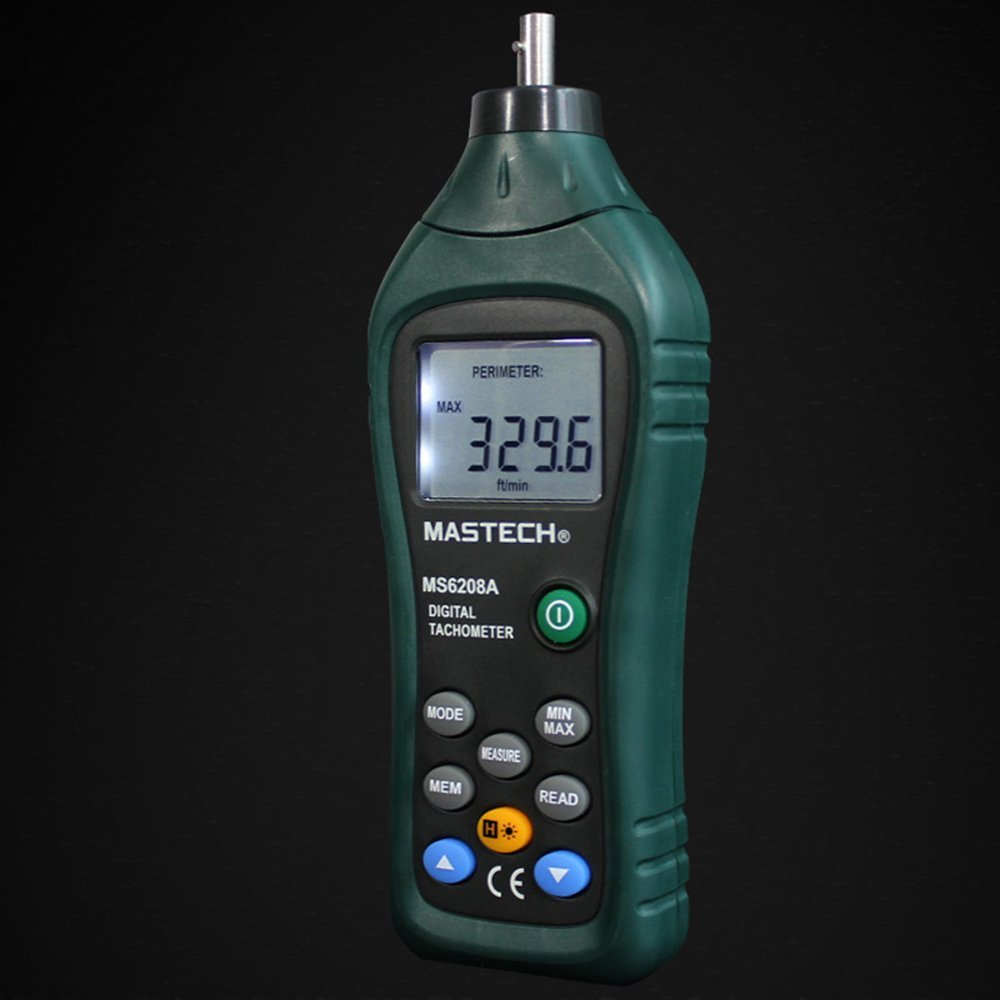 PERIMETER:
MAX
329.6
ft/min
MASTECH®
MS6208A
DIGITAL
TACHOMETER
MODE
MIN
MAX
MEASURE
MEM
READ
H
CE